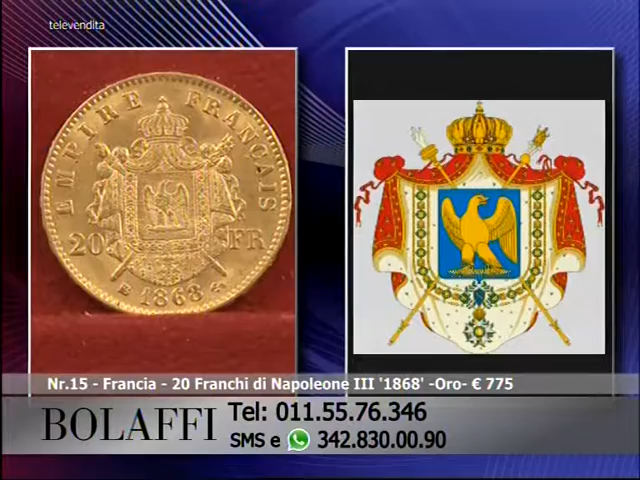 televendita
EMPIRE FRANÇAIS
20 FR
BB 1868
Nr.15 - Francia - 20 Franchi di Napoleone III '1868' -Oro- € 775
BOLAFFI
Tel: 011.55.76.346
SMS e 342.830.00.90